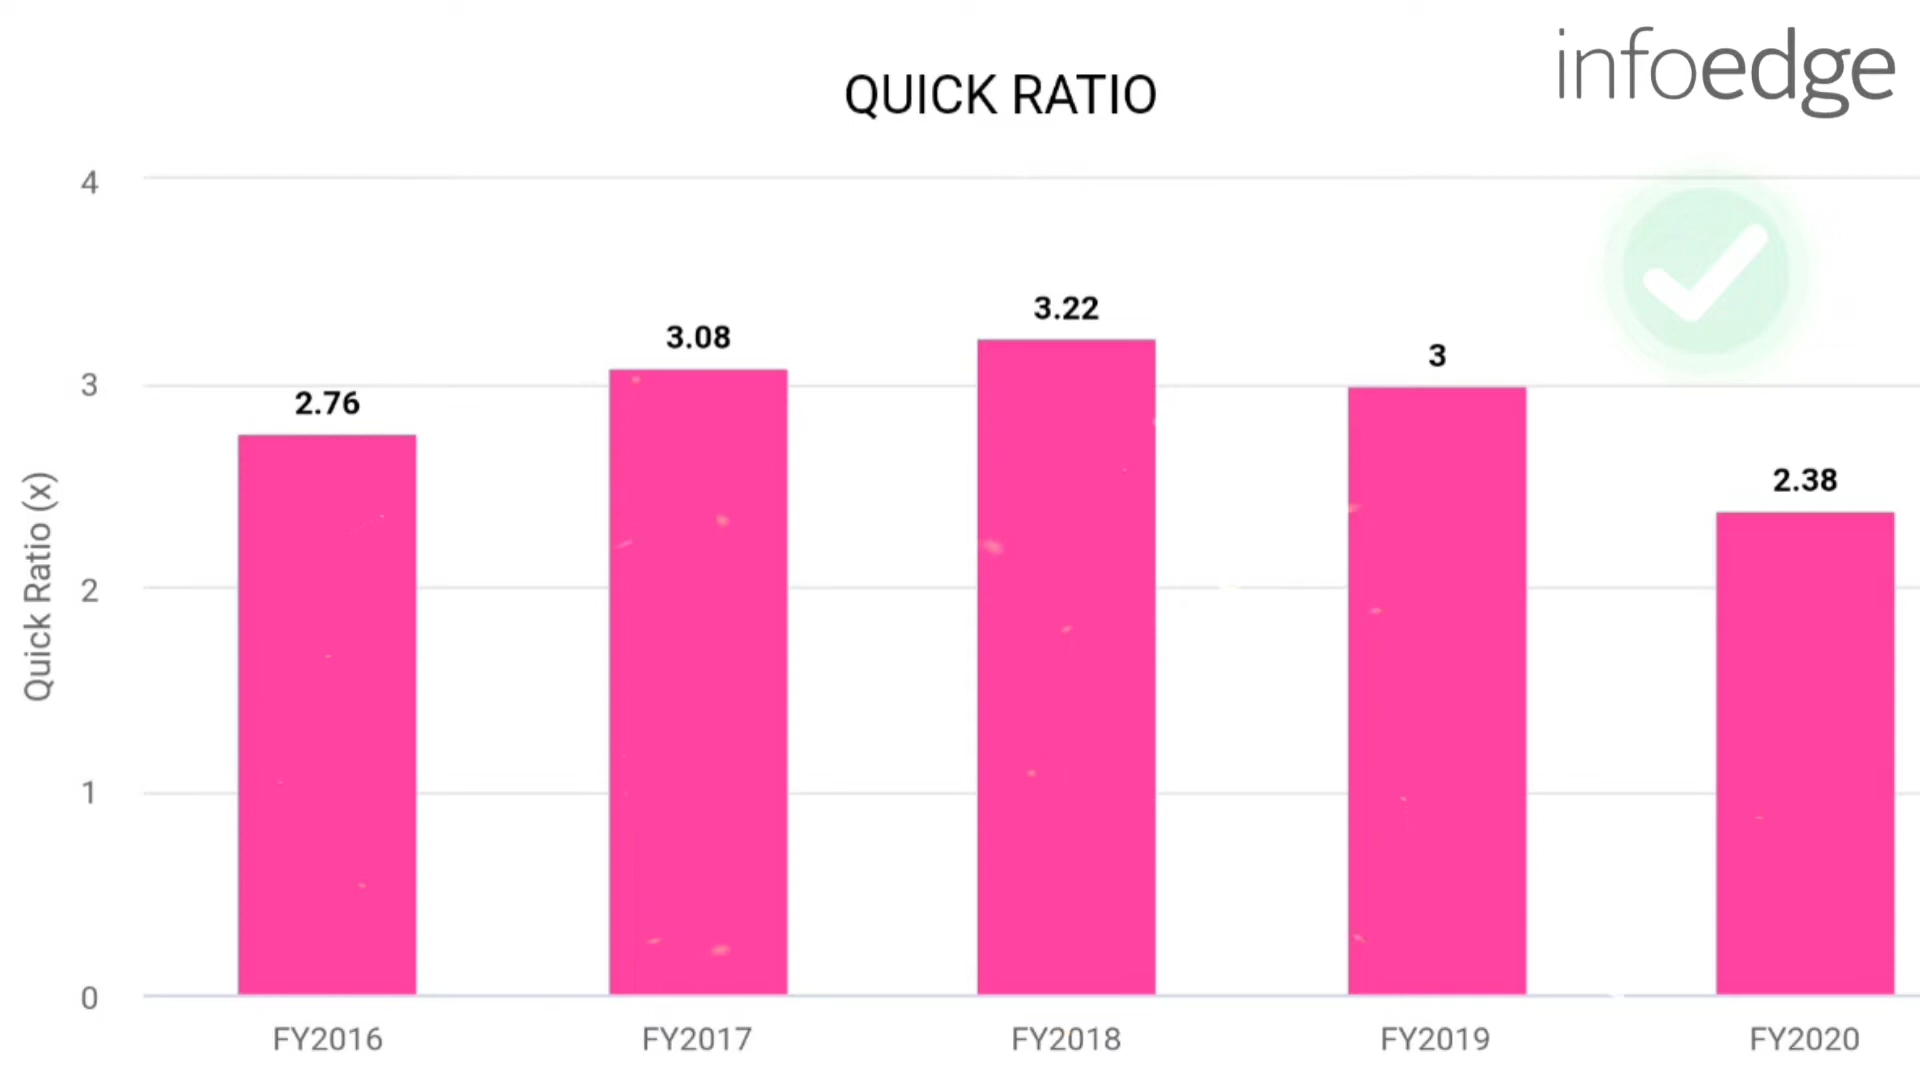 infoedge
QUICK RATIO
Quick Ratio (x)
4
3
2
1
0
2.76
3.08
3.22
3
2.38
FY2016
FY2017
FY2018
FY2019
FY2020